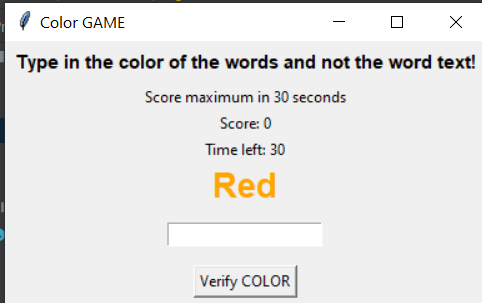 Color GAME
Type in the color of the words and not the word text!
Score maximum in 30 seconds
Score: 0
Time left: 30
Red
Verify COLOR